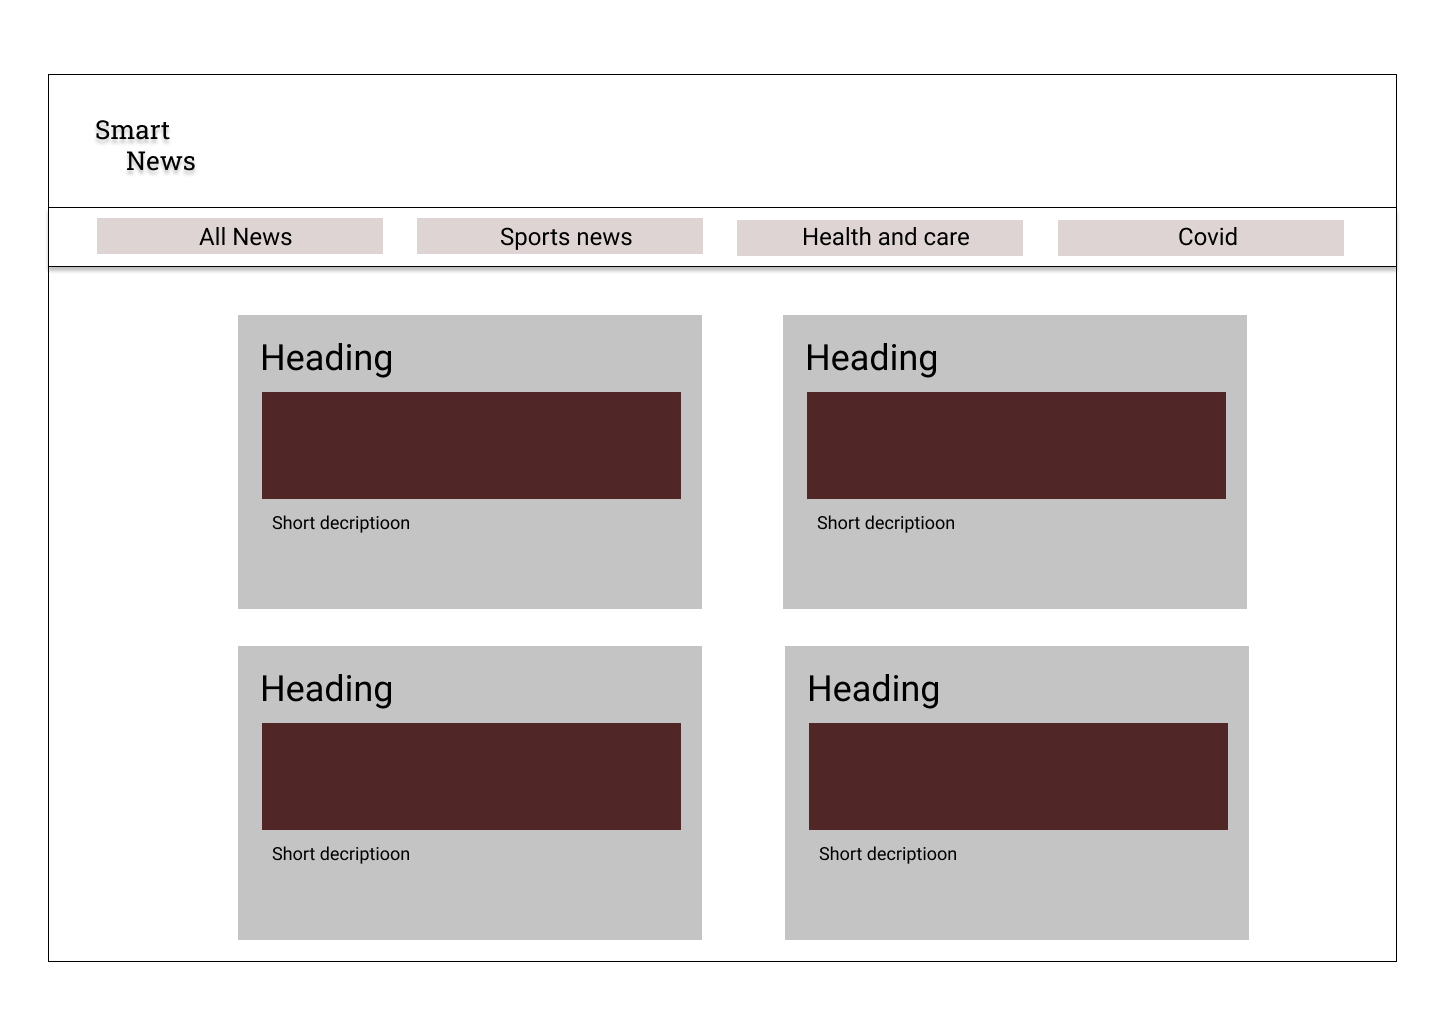 Smart
News
All News
Sports news
Health and care
Covid
Heading
Heading
Short decriptioon
Short decriptioon
Heading
Heading
Short decriptioon
Short decriptioon